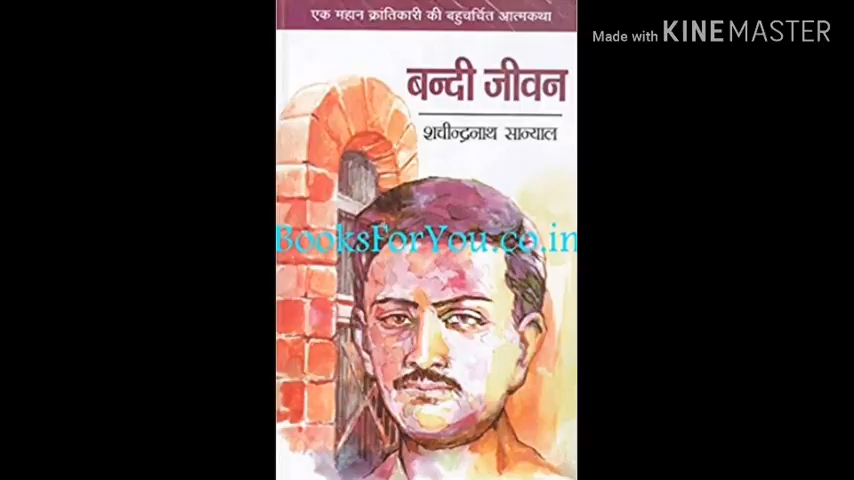 एक महान क्रांतिकारी की बहुचर्चित आत्मकथा
Made with KINEMASTER
बन्दी जीवन
शचीन्द्रनाथ सान्याल
BooksForYou.co.in